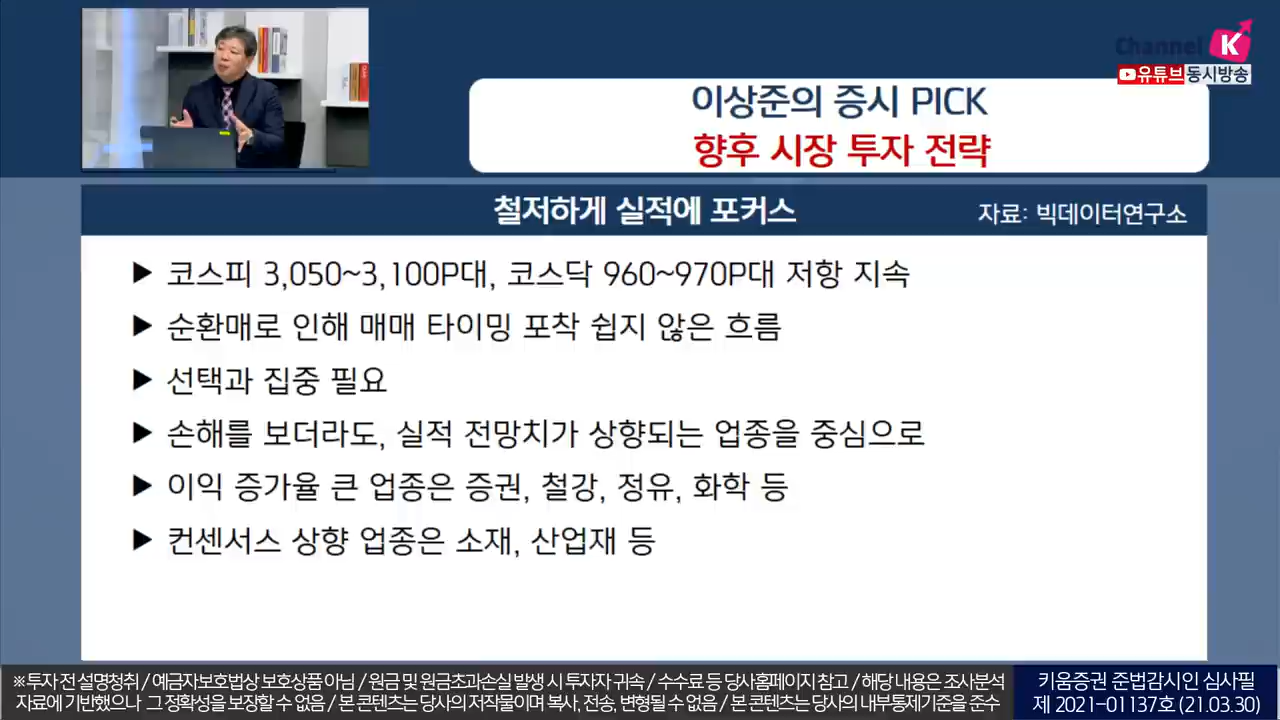 Channel K
유튜브동시방송
이상준의 증시 PICK
향후 시장 투자 전략
철저하게 실적에 포커스
자료: 빅데이터연구소
▶ 코스피 3,050~3,100P대, 코스닥 960~970P대 저항 지속
▶ 순환매로 인해 매매 타이밍 포착 쉽지 않은 흐름
▶ 선택과 집중 필요
▶ 손해를 보더라도, 실적 전망치가 상향되는 업종을 중심으로
▶ 이익 증가율 큰 업종은 증권, 철강, 정유, 화학 등
▶ 컨센서스 상향 업종은 소재, 산업재 등
※ 투자 전 설명청취 / 예금자보호법상 보호상품 아님 / 원금 및 원금초과손실 발생 시 투자자 귀속 / 수수료 등 당사홈페이지 참고 / 해당 내용은 조사분석
자료에 기반했으나 그 정확성을 보장할 수 없음 / 본 콘텐츠는 당사의 저작물이며 복사, 전송, 변형될 수 없음 / 본 콘텐츠는 당사의 내부통제기준을 준수
키움증권 준법감시인 심사필
제 2021-01137호 (21.03.30)